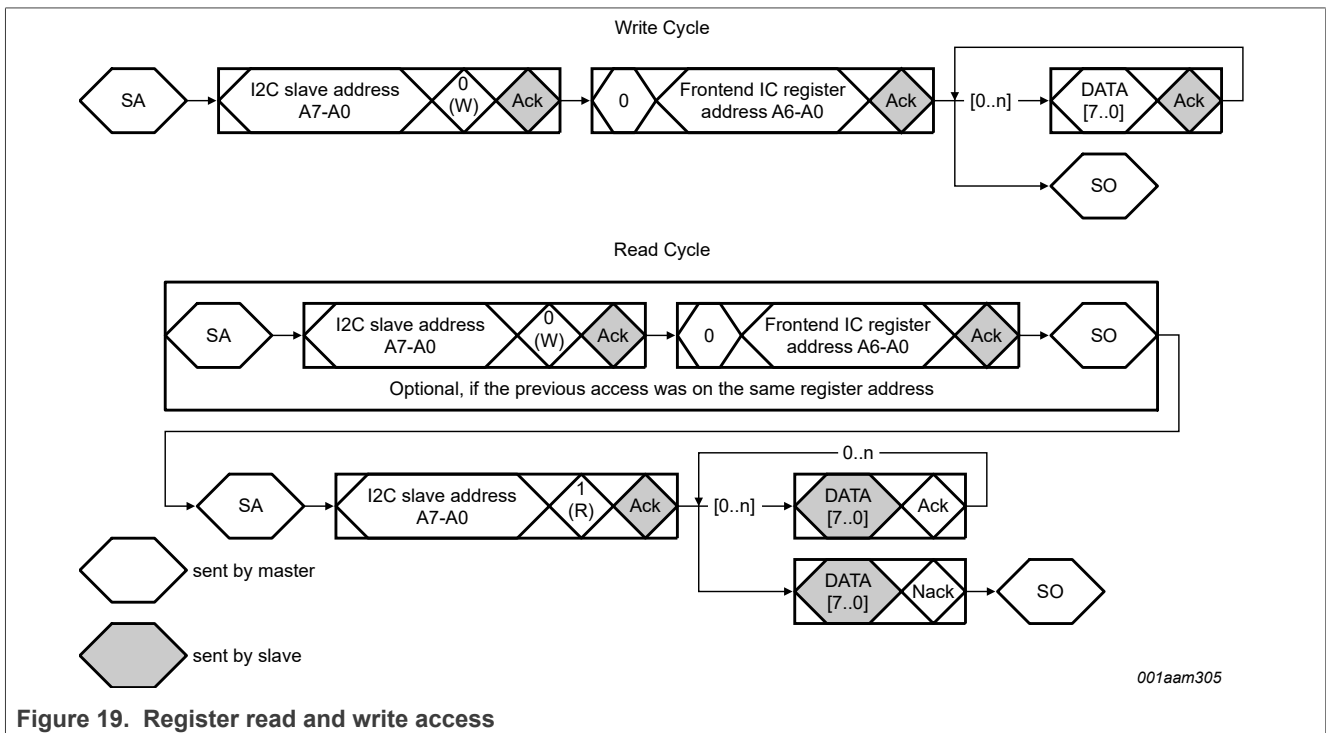 Write Cycle
SA
I2C slave address
A7-A0
0
(W)
Ack
0
Frontend IC register
address A6-A0
Ack
[0..n]
DATA
[7..0]
Ack
SO
Read Cycle
SA
I2C slave address
A7-A0
0
(W)
Ack
0
Frontend IC register
address A6-A0
Ack
SO
Optional, if the previous access was on the same register address
SA
I2C slave address
A7-A0
1
(R)
Ack
[0..n]
0..n
DATA
[7..0]
Ack
DATA
[7..0]
Nack
SO
sent by master
sent by slave
001aam305
Figure 19. Register read and write access